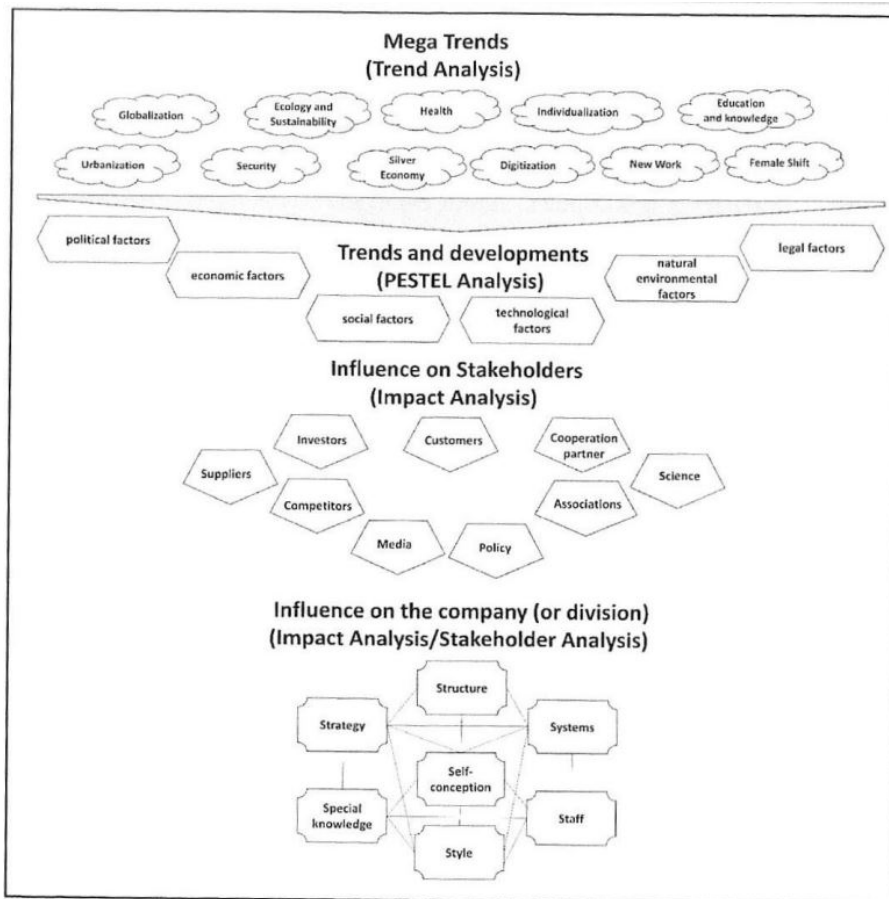 Mega Trends
(Trend Analysis)
Globalization
Ecology and
Sustainability
Health
Individualization
Education
and knowledge
Urbanization
Security
Silver
Economy
Digitization
New Work
Female Shift
political factors
economic factors
social factors
technological
factors
natural
environmental
factors
legal factors
Trends and developments
(PESTEL Analysis)
Influence on Stakeholders
(Impact Analysis)
Suppliers
Investors
Customers
Cooperation
partner
Science
Competitors
Associations
Media
Policy
Influence on the company (or division)
(Impact Analysis/Stakeholder Analysis)
Structure
Strategy
Systems
Self-
conception
Special
knowledge
Staff
Style